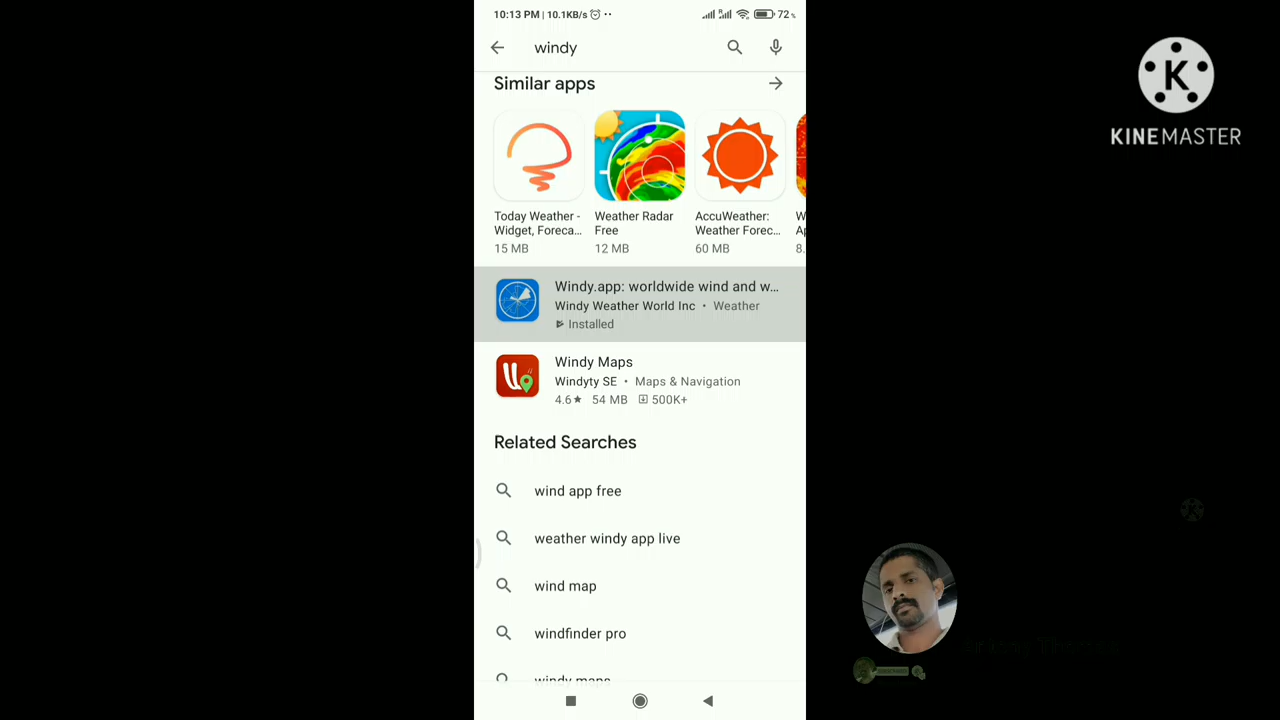 10:13 PM | 10.1KB/s
72%
windy
KINEMASTER
Similar apps
Today Weather - Widget, Foreca…
15 MB
Weather Radar Free
12 MB
AccuWeather: Weather Forec…
60 MB
Windy.app: worldwide wind and w…
Windy Weather World Inc • Weather
Installed
Windy Maps
Windyty SE • Maps & Navigation
4.6★ 54 MB 500K+
Related Searches
wind app free
weather windy app live
wind map
windfinder pro
windy maps